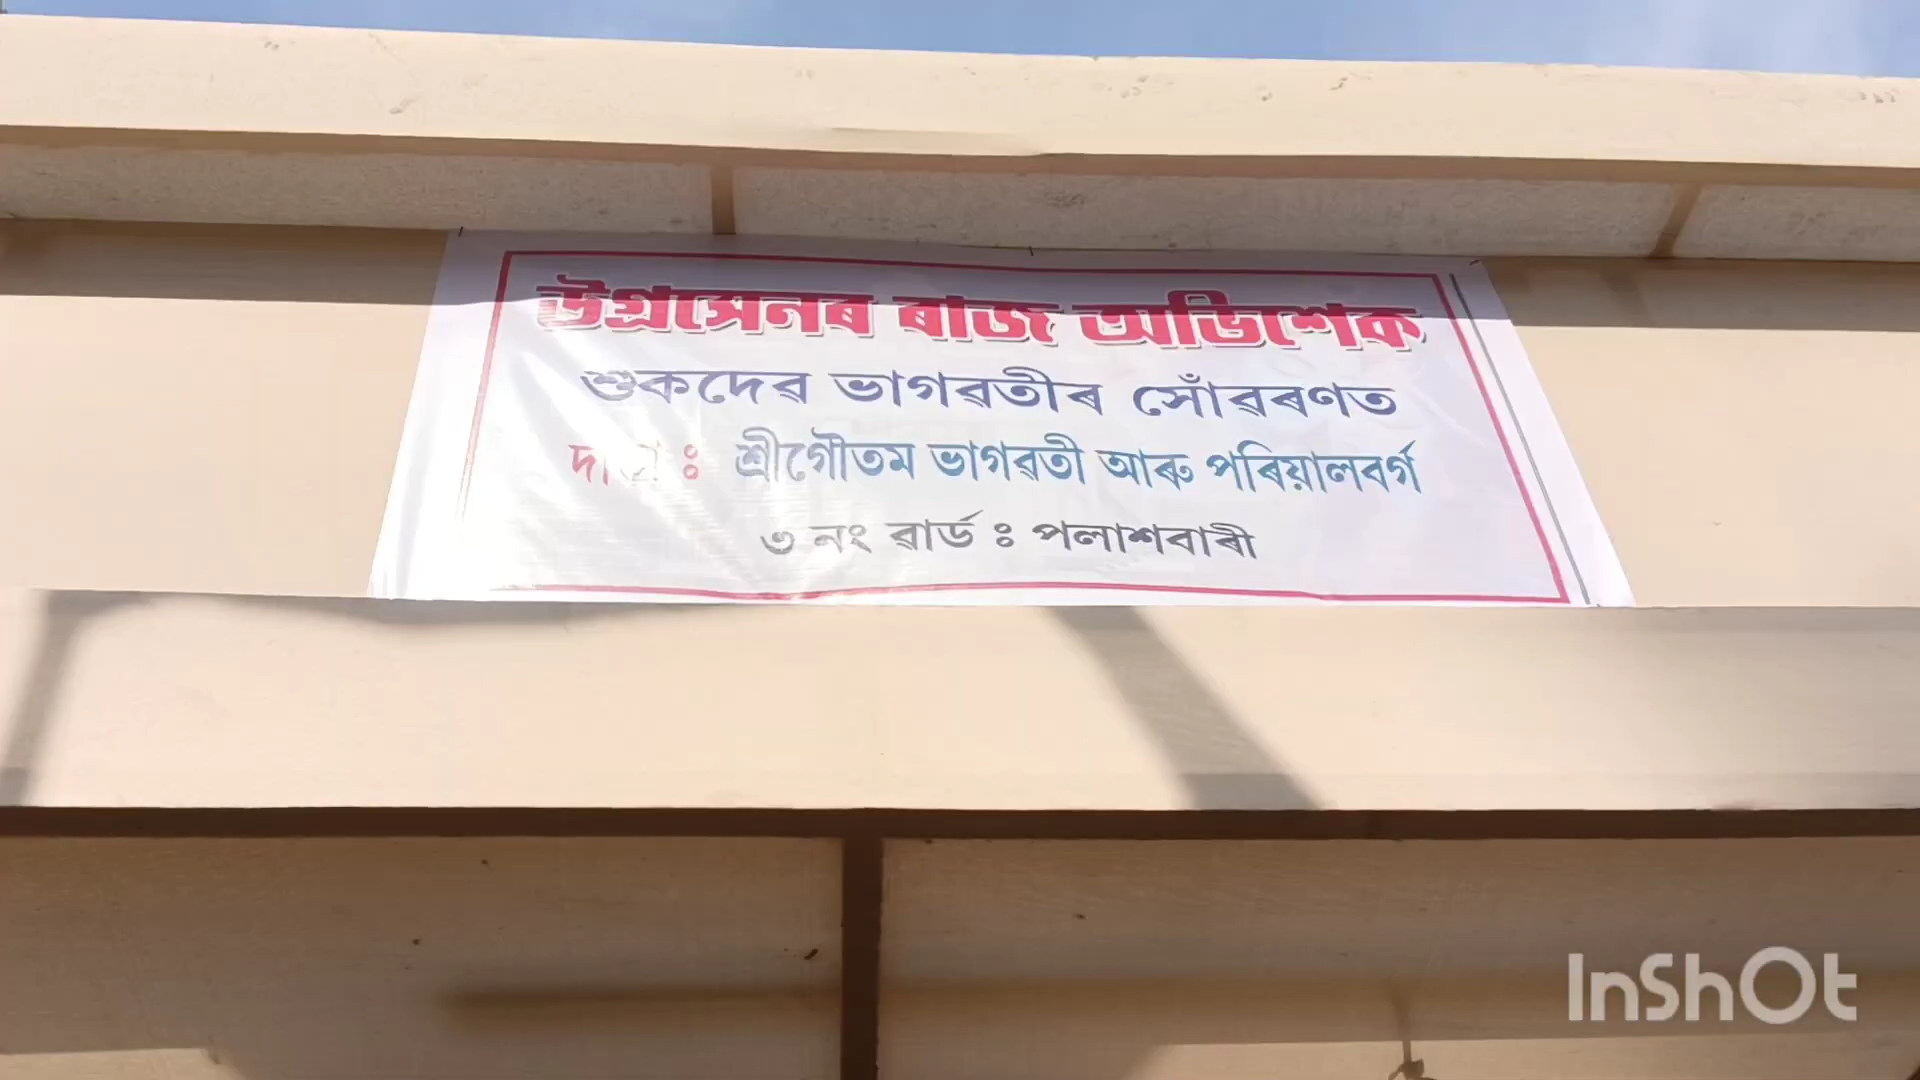 উগ্ৰসেনৰ ৰাজ অভিশেক
শুকদেৱ ভাগৱতীৰ সোঁৱৰণত
দাতা ঃ শ্ৰীগৌতম ভাগৱতী আৰু পৰিয়ালবৰ্গ
৩ নং ৱাৰ্ড ঃ পলাশবাৰী
InShOt